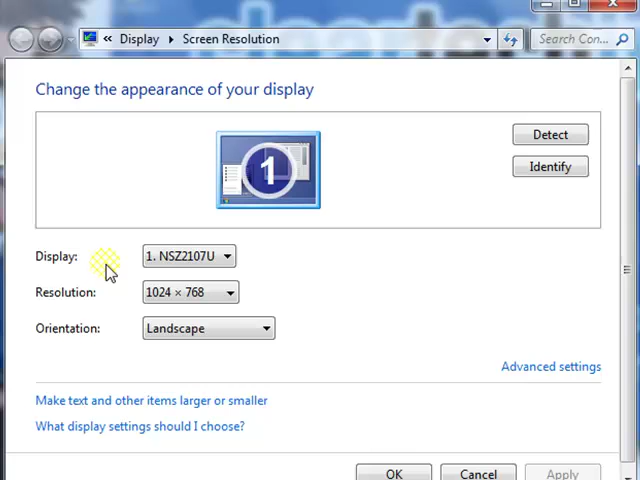 « Display › Screen Resolution
Search Con...
Change the appearance of your display
1
Detect
Identify
Display: 1. NSZ2107U
Resolution: 1024 × 768
Orientation: Landscape
Advanced settings
Make text and other items larger or smaller
What display settings should I choose?
OK Cancel Apply